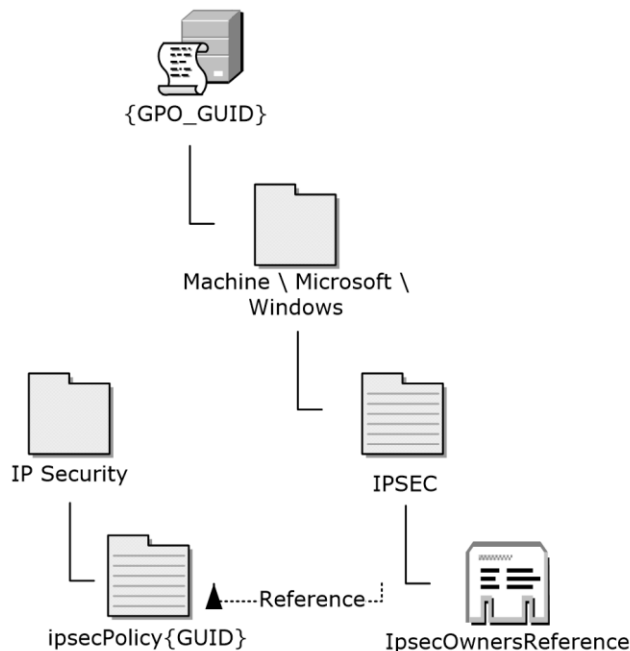 {GPO_GUID}
Machine \ Microsoft \
Windows
IP Security
IPSEC
Reference
ipsecPolicy{GUID}
IpsecOwnersReference